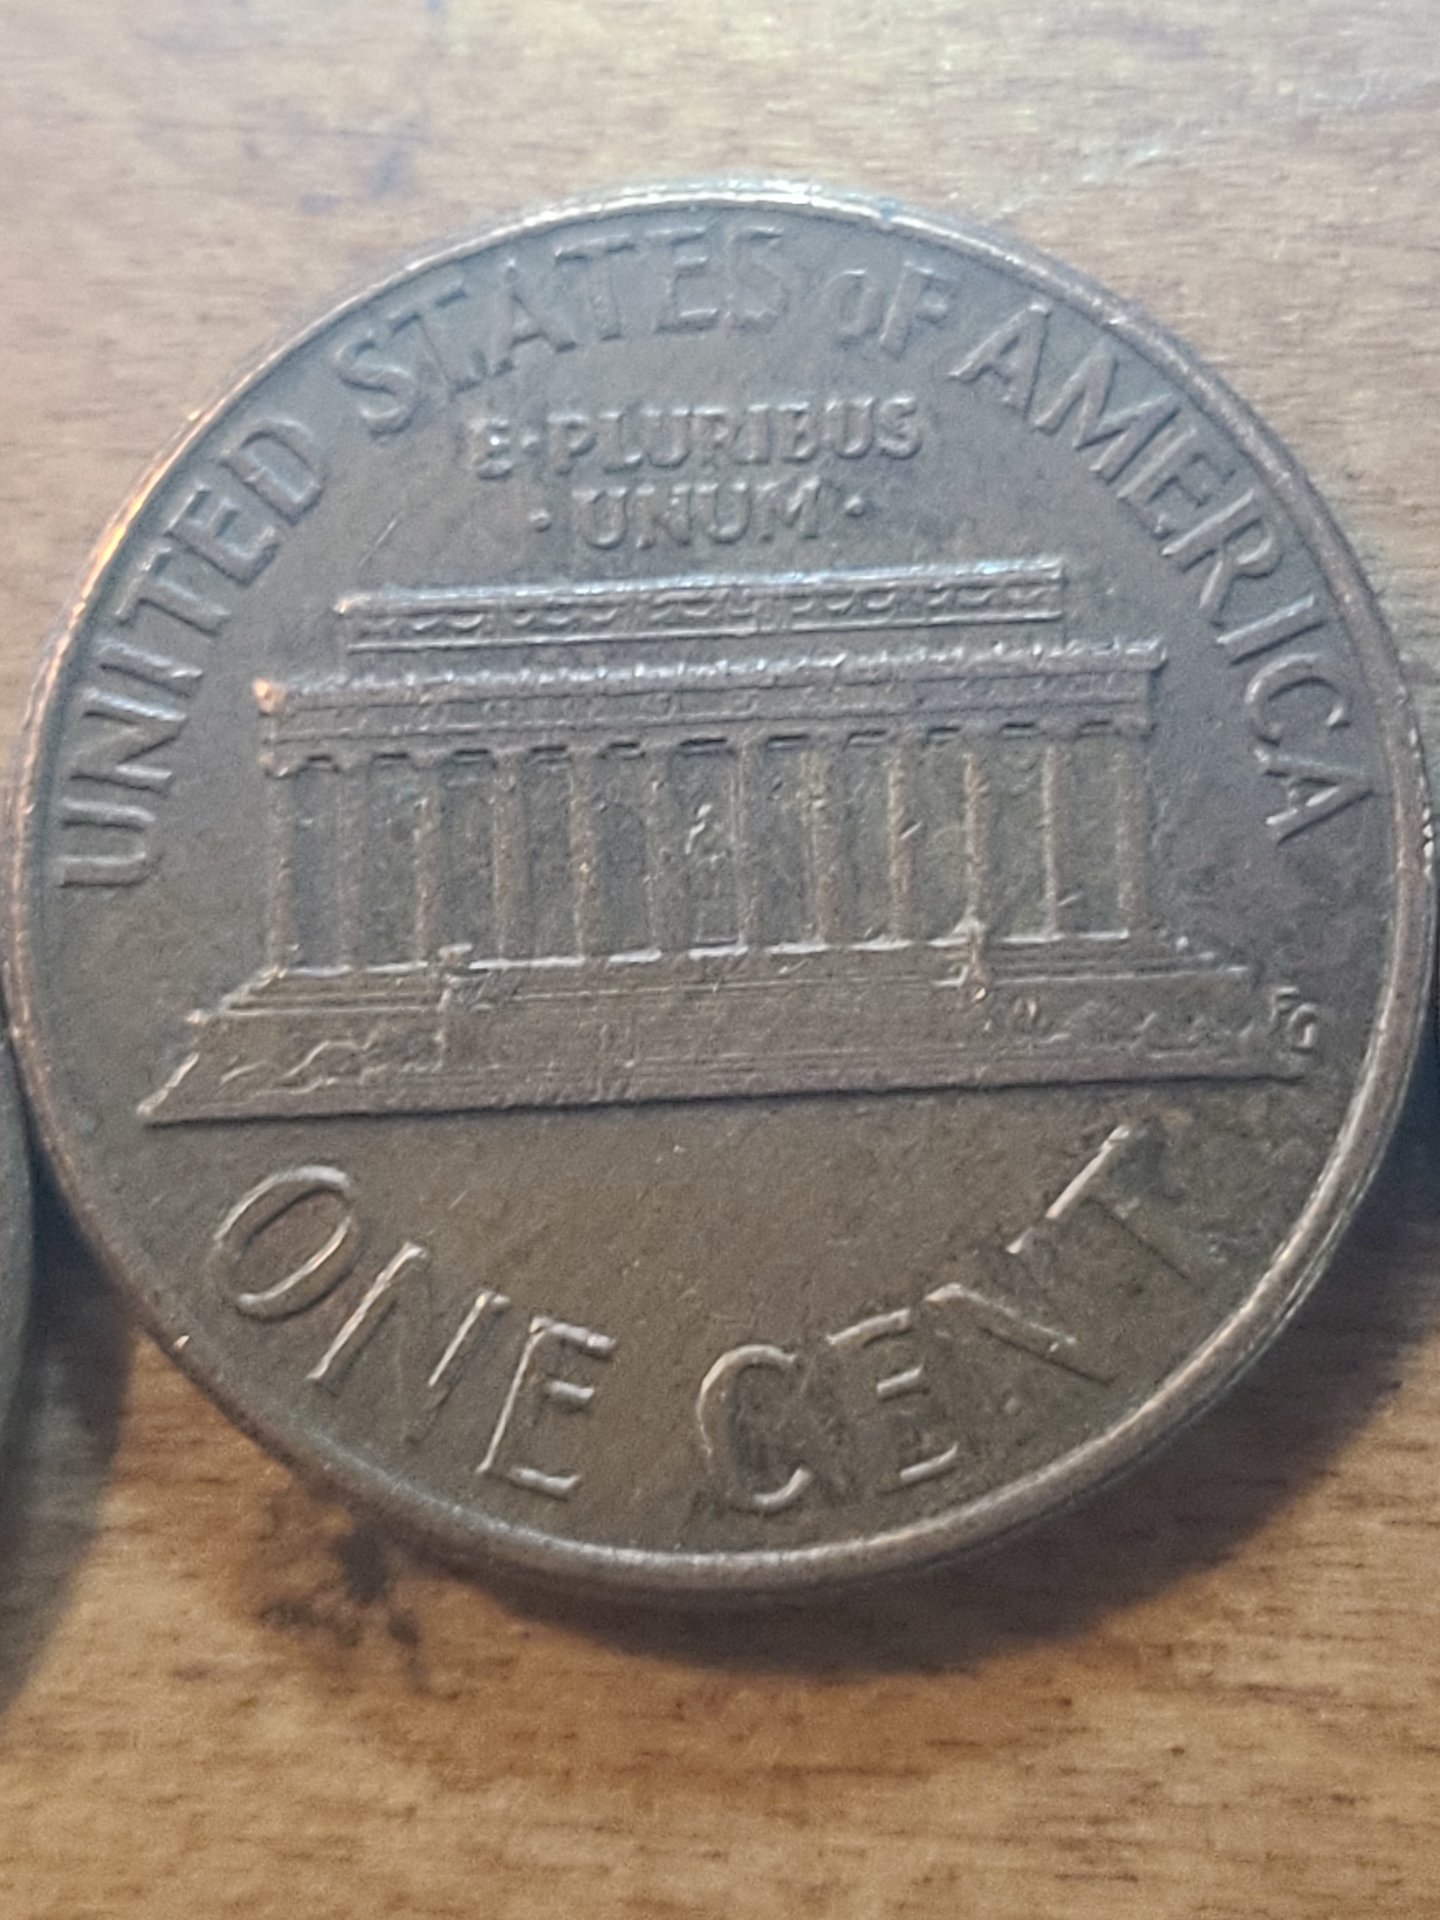 UNITED STATES OF AMERICA
E·PLURIBUS
·UNUM·
FG
ONE CENT